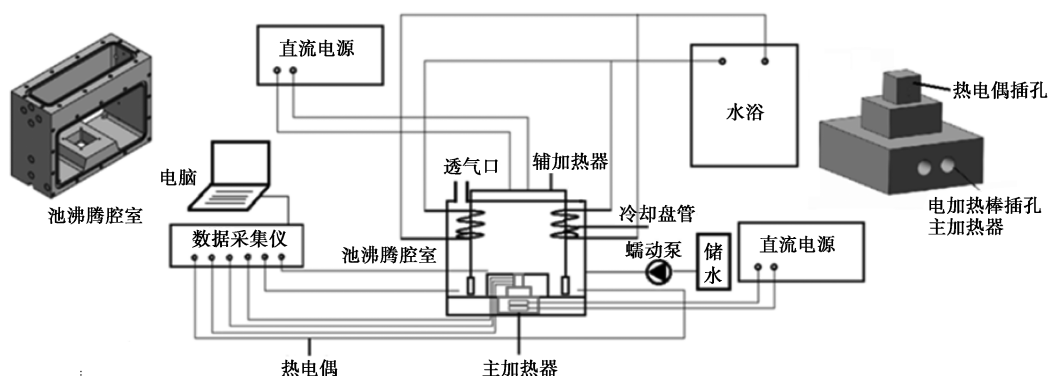 直流电源
水浴
热电偶插孔
透气口
辅加热器
电脑
池沸腾腔室
冷却盘管
电加热棒插孔
主加热器
数据采集仪
池沸腾腔室
蠕动泵
储
水
直流电源
热电偶
主加热器